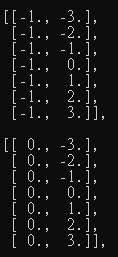 [[-1., -3.],
[-1., -2.],
[-1., -1.],
[-1., 0.],
[-1., 1.],
[-1., 2.],
[-1., 3.]],
[[ 0., -3.],
[ 0., -2.],
[ 0., -1.],
[ 0., 0.],
[ 0., 1.],
[ 0., 2.],
[ 0., 3.]],